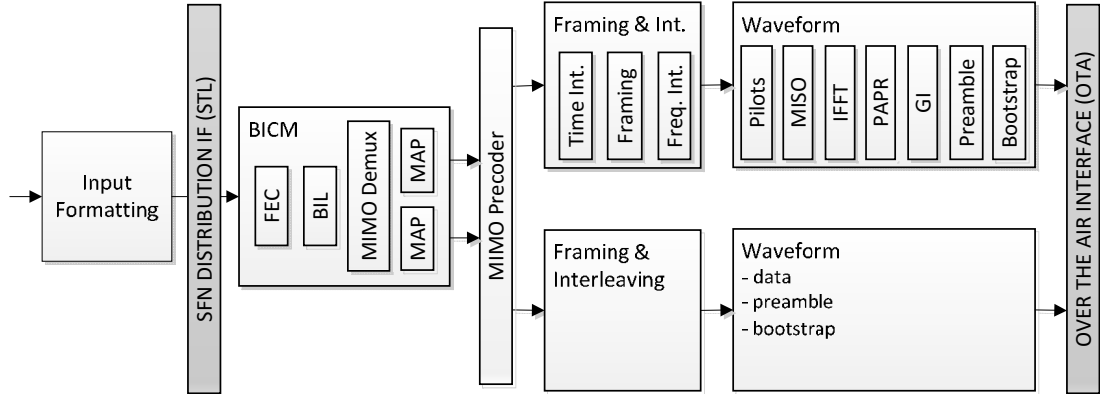 Input
Formatting
SFN DISTRIBUTION IF (STL)
BICM
FEC
BIL
MIMO Demux
MAP
MAP
MIMO Precoder
Framing & Int.
Time Int.
Framing
Freq. Int.
Waveform
Pilots
MISO
IFFT
PAPR
GI
Preamble
Bootstrap
Framing &
Interleaving
Waveform
- data
- preamble
- bootstrap
OVER THE AIR INTERFACE (OTA)